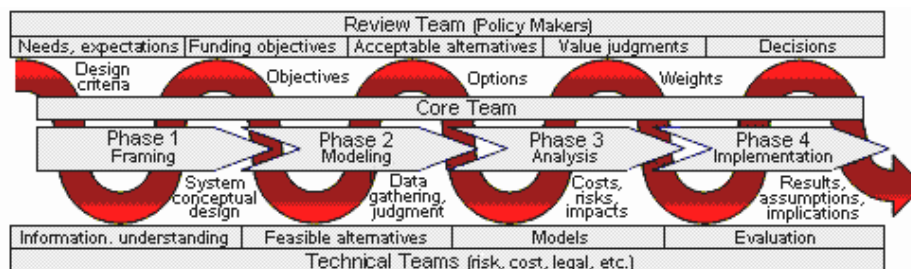 Review Team (Policy Makers)
Needs, expectations Funding objectives Acceptable alternatives Value judgments Decisions
Design
criteria
Objectives
Options
Weights
Core Team
Phase 1
Framing
Phase 2
Modeling
Phase 3
Analysis
Phase 4
Implementation
System
conceptual
design
Data
gathering,
judgment
Costs,
risks,
impacts
Results,
assumptions,
implications
Information. understanding Feasible alternatives Models Evaluation
Technical Teams (risk, cost, legal, etc.)